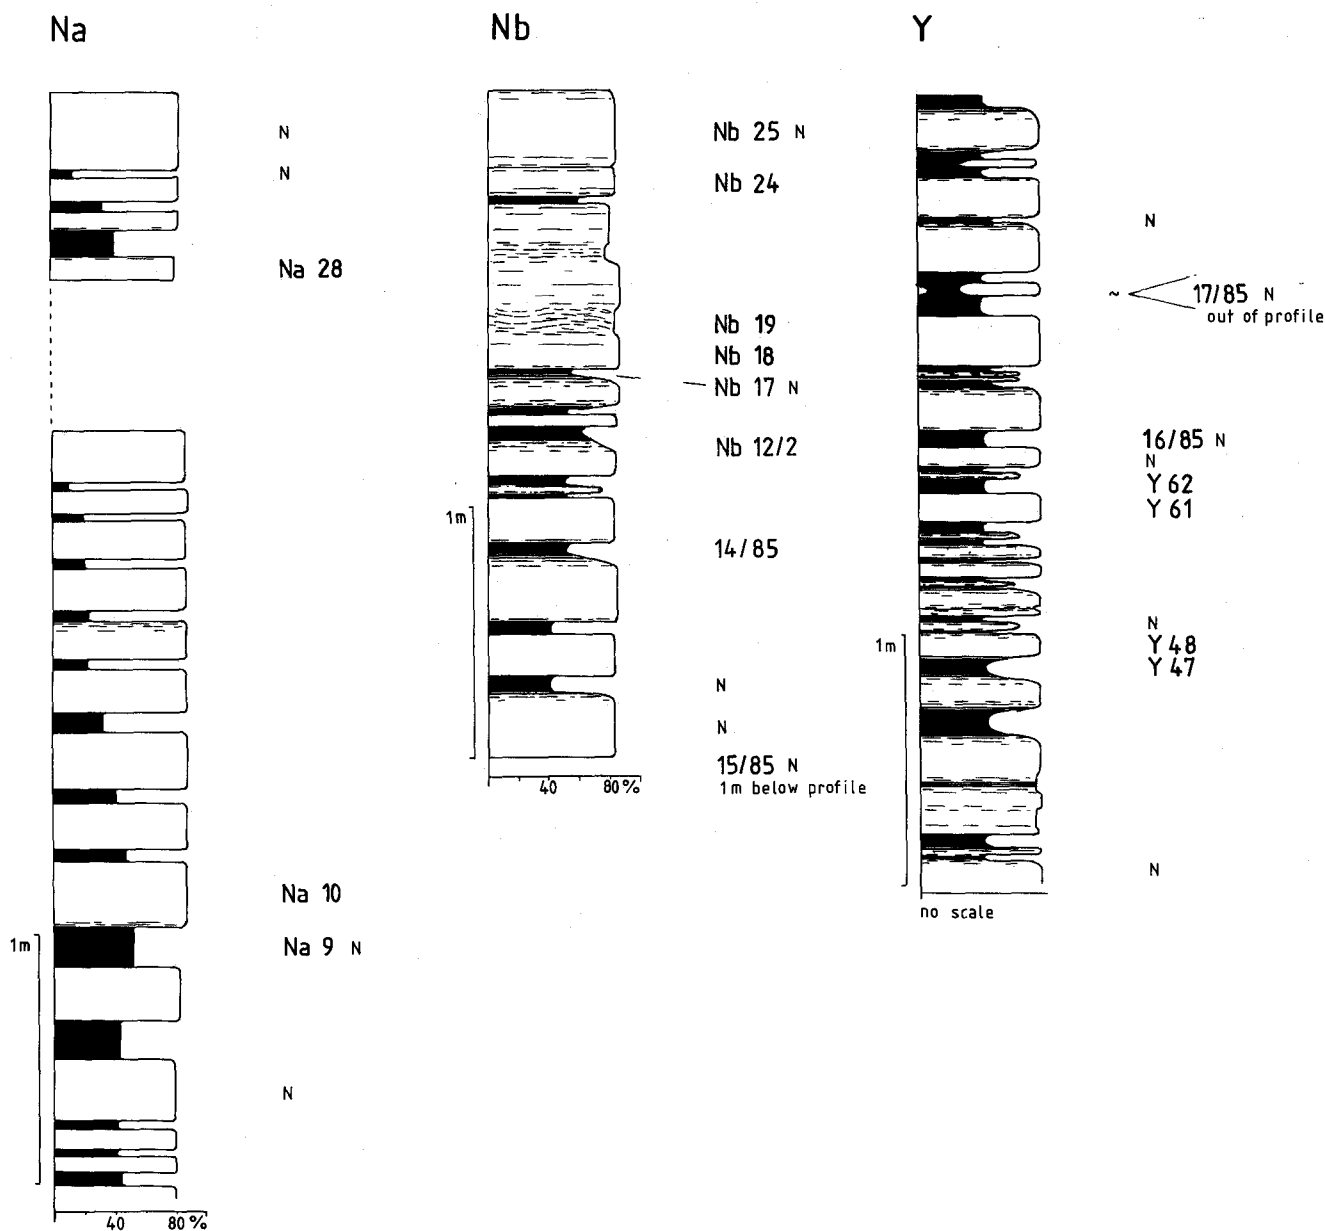 Na
N
N
Na 28
Na 10
1m
Na 9 N
N
40 80%
Nb
Nb 25 N
Nb 24
Nb 19
Nb 18
Nb 17 N
Nb 12/2
1m
14/85
N
N
15/85 N
1m below profile
40 80%
Y
N
~ 17/85 N
out of profile
16/85 N
N
Y 62
Y 61
N
1m
Y 48
Y 47
N
no scale